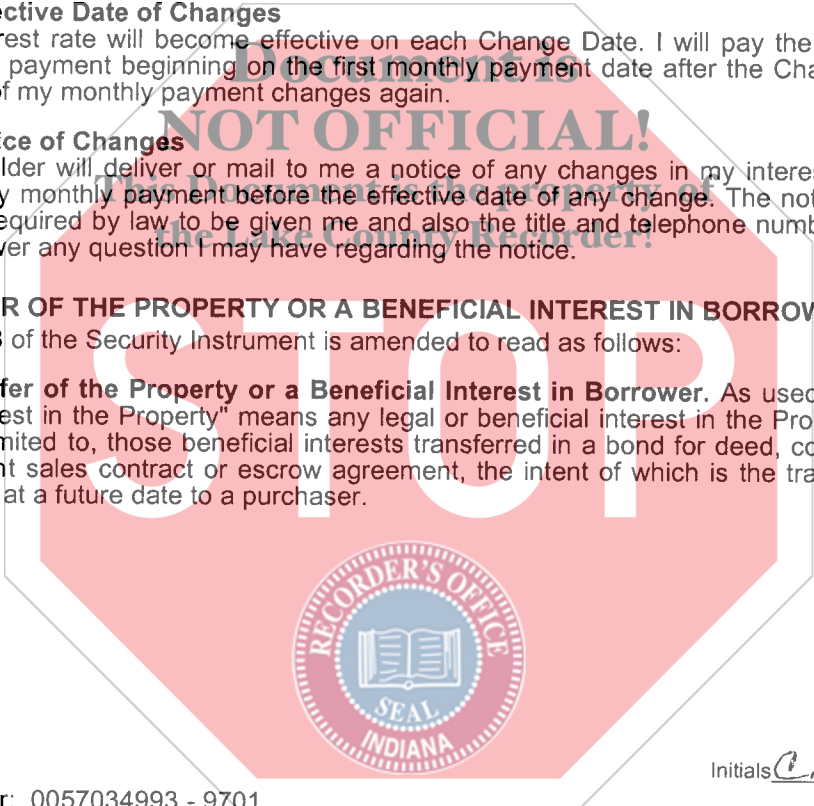 ective Date of Changes
rest rate will become effective on each Change Date. I will pay the
payment beginning on the first monthly payment date after the Cha
f my monthly payment changes again.
Document is
NOT OFFICIAL!
This Document is the property of
the Lake County Recorder!
ice of Changes
lder will deliver or mail to me a notice of any changes in my interes
y monthly payment before the effective date of any change. The not
equired by law to be given me and also the title and telephone numb
ver any question I may have regarding the notice.
R OF THE PROPERTY OR A BENEFICIAL INTEREST IN BORROW
of the Security Instrument is amended to read as follows:
fer of the Property or a Beneficial Interest in Borrower. As used
est in the Property" means any legal or beneficial interest in the Pro
mited to, those beneficial interests transferred in a bond for deed, co
nt sales contract or escrow agreement, the intent of which is the tra
at a future date to a purchaser.
STOP
RECORDER'S OFFICE
SEAL
INDIANA
Initials
r: 0057034993 - 9701